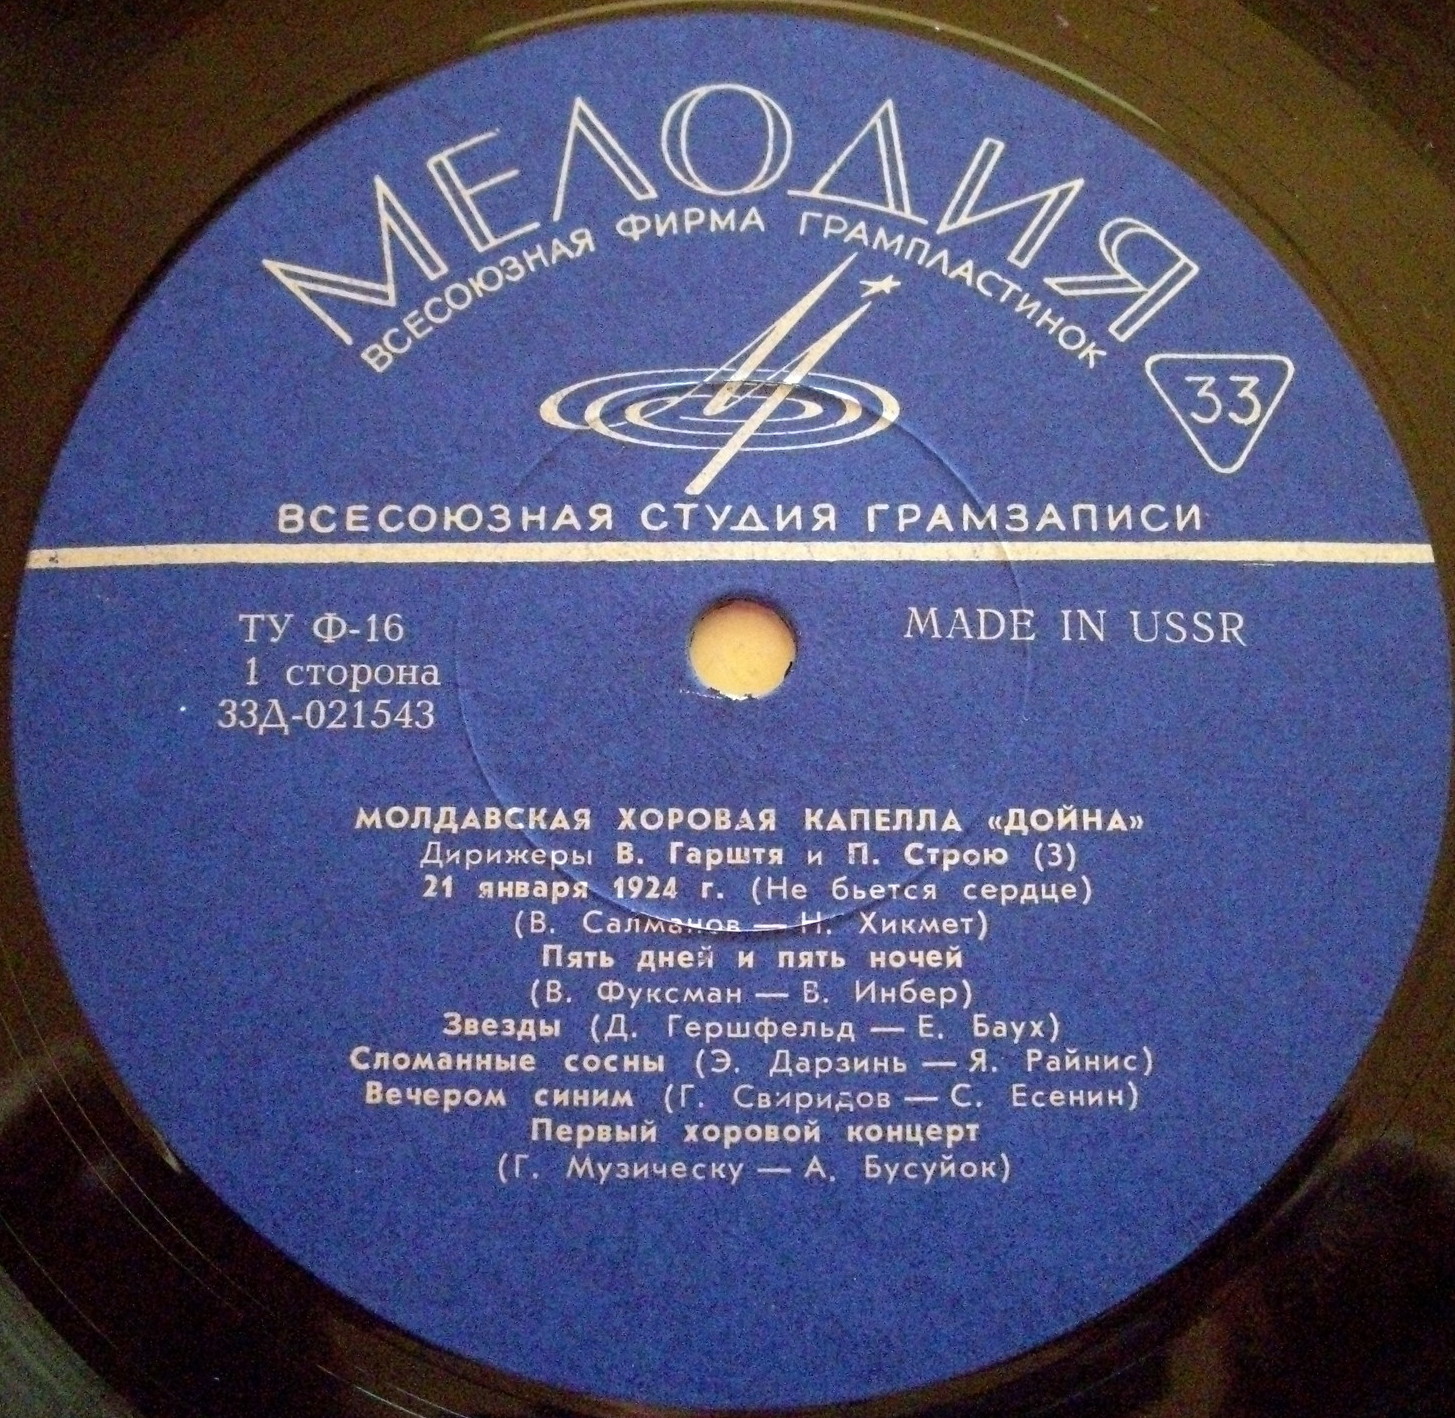 МЕЛОДИЯ
ВСЕСОЮЗНАЯ ФИРМА ГРАМПЛАСТИНОК
33
ВСЕСОЮЗНАЯ СТУДИЯ ГРАМЗАПИСИ
ТУ Ф-16
MADE IN USSR
1 сторона
33Д-021543
МОЛДАВСКАЯ ХОРОВАЯ КАПЕЛЛА «ДОЙНА»
Дирижеры В. Гарштя и П. Строю (3)
21 января 1924 г. (Не бьется сердце)
(В. Салманов — Н. Хикмет)
Пять дней и пять ночей
(В. Фуксман — В. Инбер)
Звезды (Д. Гершфельд — Е. Баух)
Сломанные сосны (Э. Дарзинь — Я. Райнис)
Вечером синим (Г. Свиридов — С. Есенин)
Первый хоровой концерт
(Г. Музическу — А. Бусуйок)